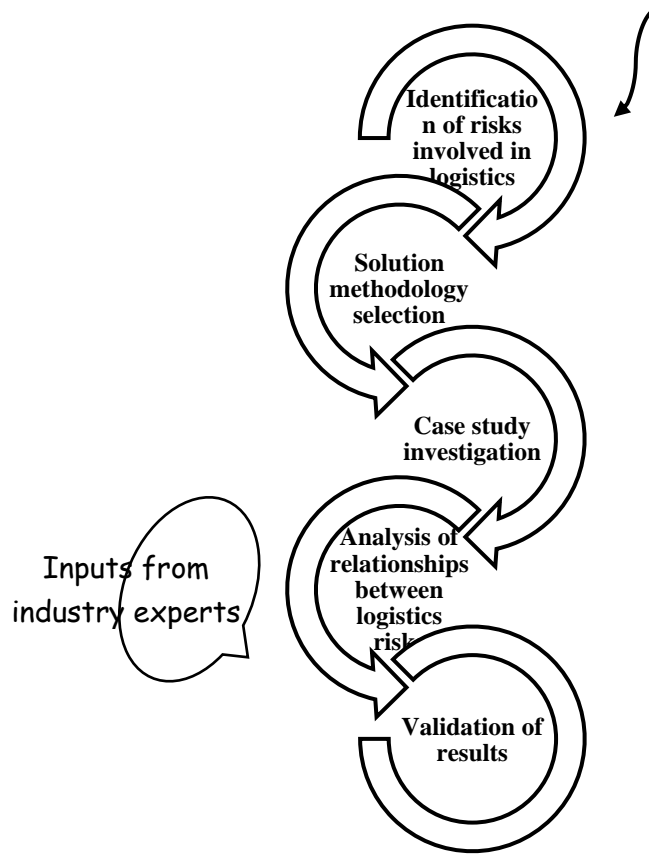 Identificatio
n of risks
involved in
logistics
Solution
methodology
selection
Case study
investigation
Analysis of
relationships
between
logistics
risk
Inputs from
industry experts
Validation of
results